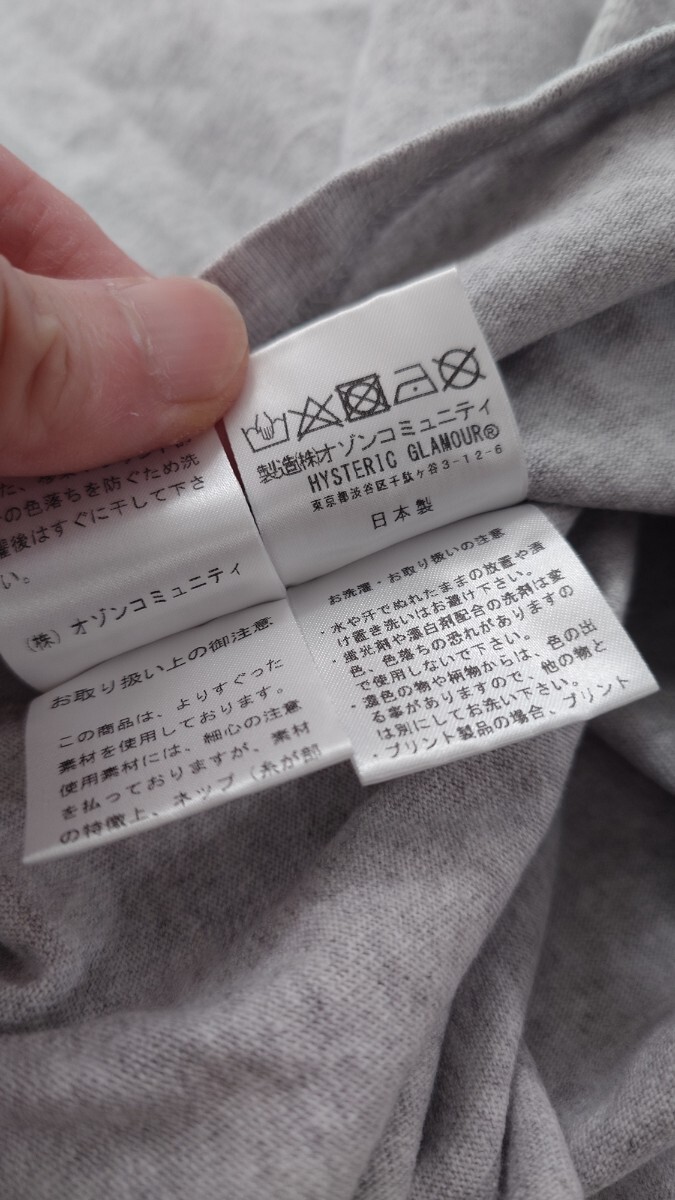 製造(株)オゾンコミュニティ
HYSTERIC GLAMOUR®
東京都渋谷区千駄ヶ谷3-12-6
日本製
の色落ちを防ぐため洗
濯後はすぐに干して下さ
い。
(株) オゾンコミュニティ
お取り扱い上の御注意
この商品は、よりすぐった
素材を使用しております。
使用素材には、細心の注意
を払っておりますが、素材
の特徴上、ネップ(糸が部
お洗濯・お取り扱いの注意
・水や汗でぬれたままの放置や漬
け置き洗いはお避け下さい。
・蛍光剤や漂白剤配合の洗剤は変
色、色落ちの恐れがありますの
で使用しないで下さい。
・濃色の物や柄物からは、色の出
る事がありますので、他の物と
は別にしてお洗い下さい。
・プリント製品の場合、プリント